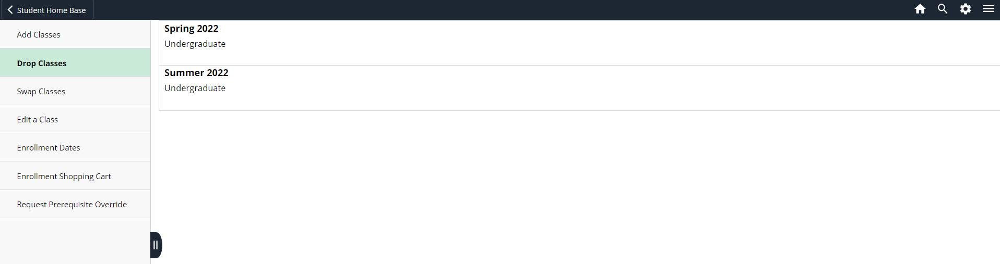 Student Home Base
Add Classes
Drop Classes
Swap Classes
Edit a Class
Enrollment Dates
Enrollment Shopping Cart
Request Prerequisite Override
Spring 2022
Undergraduate
Summer 2022
Undergraduate